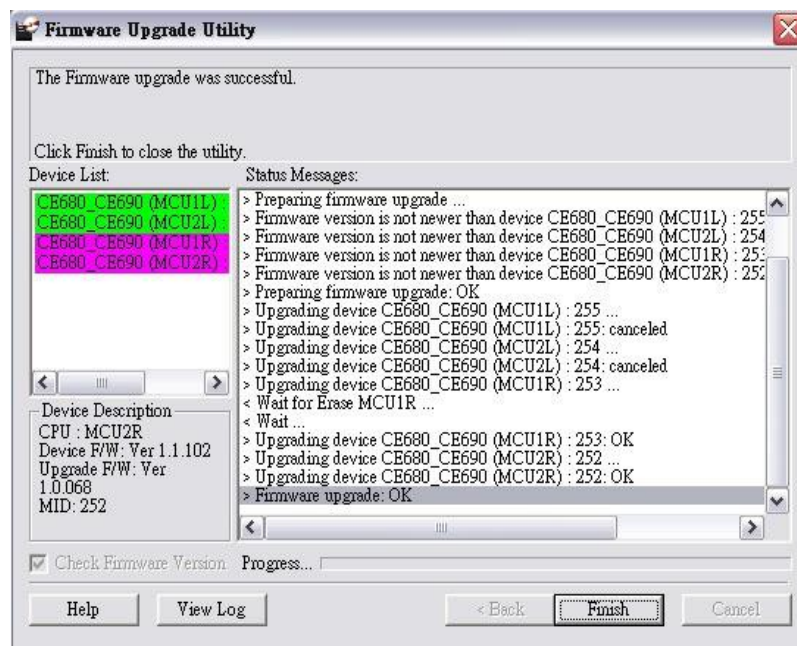 Firmware Upgrade Utility
The Firmware upgrade was successful.
Click Finish to close the utility.
Device List:
CE680_CE690 (MCU1L) :
CE680_CE690 (MCU2L) :
CE680_CE690 (MCU1R) :
CE680_CE690 (MCU2R) :
Device Description
CPU : MCU2R
Device F/W: Ver 1.1.102
Upgrade F/W: Ver
1.0.068
MID: 252
Status Messages:
> Preparing firmware upgrade ...
> Firmware version is not newer than device CE680_CE690 (MCU1L) : 255
> Firmware version is not newer than device CE680_CE690 (MCU2L) : 254
> Firmware version is not newer than device CE680_CE690 (MCU1R) : 253
> Firmware version is not newer than device CE680_CE690 (MCU2R) : 252
> Preparing firmware upgrade: OK
> Upgrading device CE680_CE690 (MCU1L) : 255 ...
> Upgrading device CE680_CE690 (MCU1L) : 255: canceled
> Upgrading device CE680_CE690 (MCU2L) : 254 ...
> Upgrading device CE680_CE690 (MCU2L) : 254: canceled
> Upgrading device CE680_CE690 (MCU1R) : 253 ...
< Wait for Erase MCU1R ...
< Wait ...
> Upgrading device CE680_CE690 (MCU1R) : 253: OK
> Upgrading device CE680_CE690 (MCU2R) : 252 ...
> Upgrading device CE680_CE690 (MCU2R) : 252: OK
> Firmware upgrade: OK
Check Firmware Version
Progress...
Help
View Log
< Back
Finish
Cancel